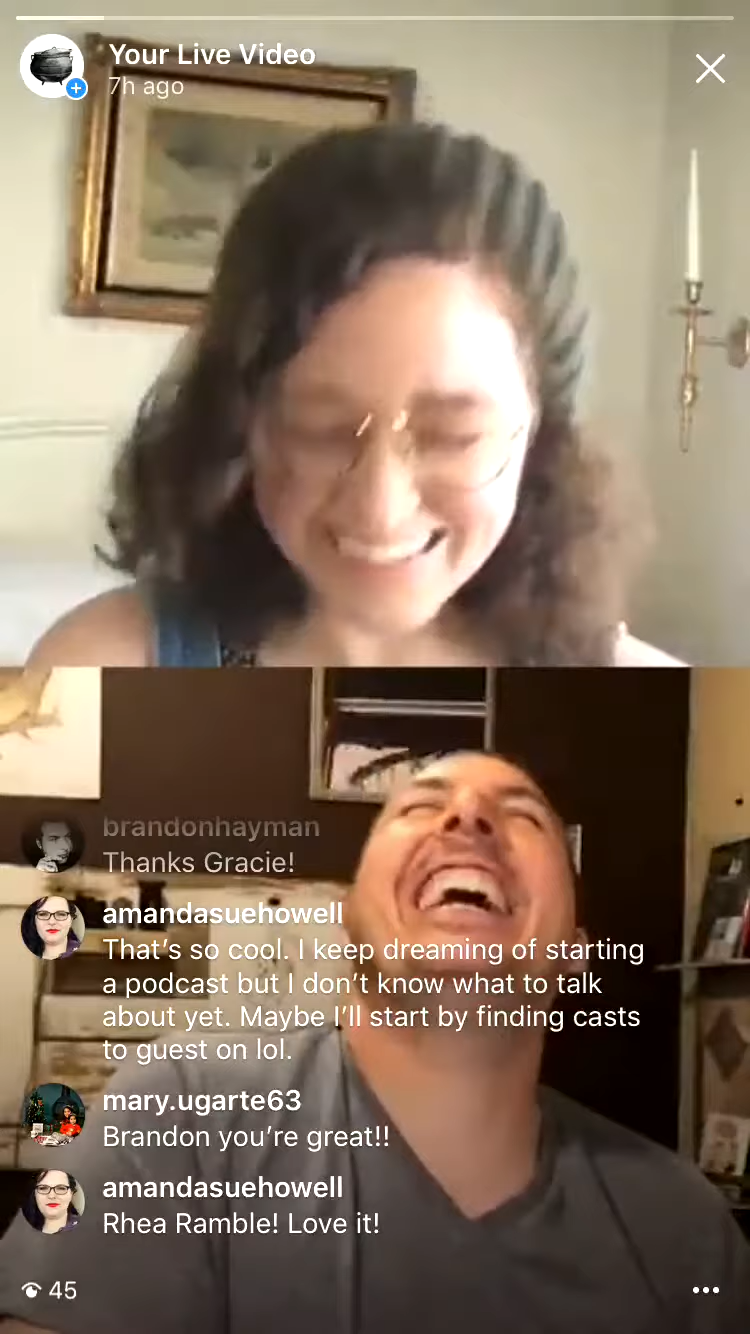 Your Live Video
7h ago
brandonhayman
Thanks Gracie!
amandasuehowell
That’s so cool. I keep dreaming of starting
a podcast but I don’t know what to talk
about yet. Maybe I’ll start by finding casts
to guest on lol.
mary.ugarte63
Brandon you’re great!!
amandasuehowell
Rhea Ramble! Love it!
45